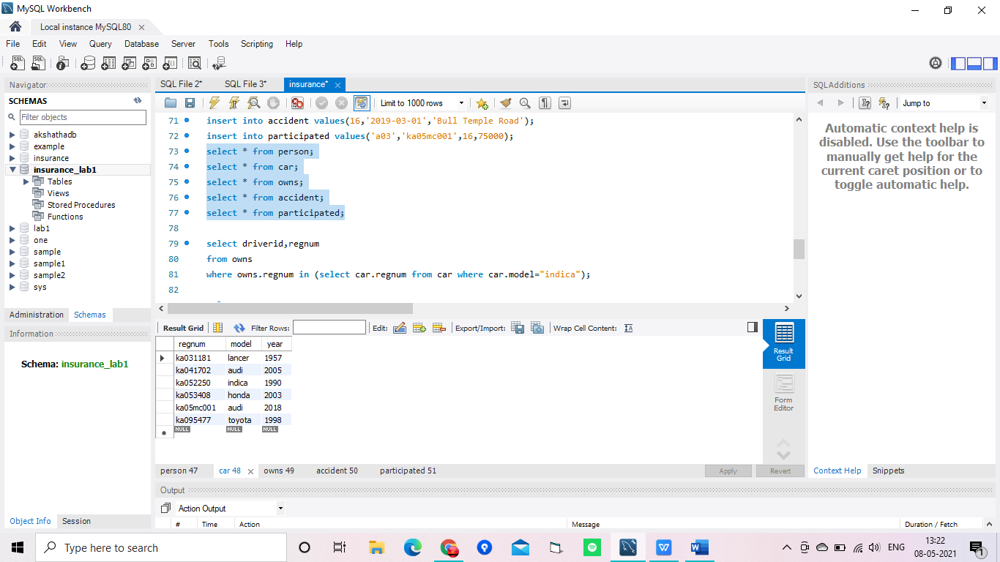 MySQL Workbench
Local instance MySQL80
File Edit View Query Database Server Tools Scripting Help
Navigator
SCHEMAS
Filter objects
akshathadb
example
insurance
insurance_lab1
Tables
Views
Stored Procedures
Functions
lab1
one
sample
sample1
sample2
sys
Administration Schemas
Information
Schema: insurance_lab1
Object Info Session
SQL File 2* SQL File 3* insurance*
Limit to 1000 rows
71 insert into accident values(16,'2019-03-01','Bull Temple Road');
72 insert into participated values('a03','ka05mc001',16,75000);
73 select * from person;
74 select * from car;
75 select * from owns;
76 select * from accident;
77 select * from participated;
78
79 select driverid,regnum
80 from owns
81 where owns.regnum in (select car.regnum from car where car.model="indica");
82
Result Grid Filter Rows: Edit: Export/Import: Wrap Cell Content:
regnum model year
ka031181 lancer 1957
ka041702 audi 2005
ka052250 indica 1990
ka053408 honda 2003
ka05mc001 audi 2018
ka095477 toyota 1998
NULL NULL NULL
Result Grid
Form Editor
person 47 car 48 owns 49 accident 50 participated 51
Apply Revert
Output
Action Output
# Time Action Message Duration / Fetch
SQLAdditions
Jump to
Automatic context help is
disabled. Use the toolbar to
manually get help for the
current caret position or to
toggle automatic help.
Context Help Snippets
Type here to search
ENG
13:22
08-05-2021
1